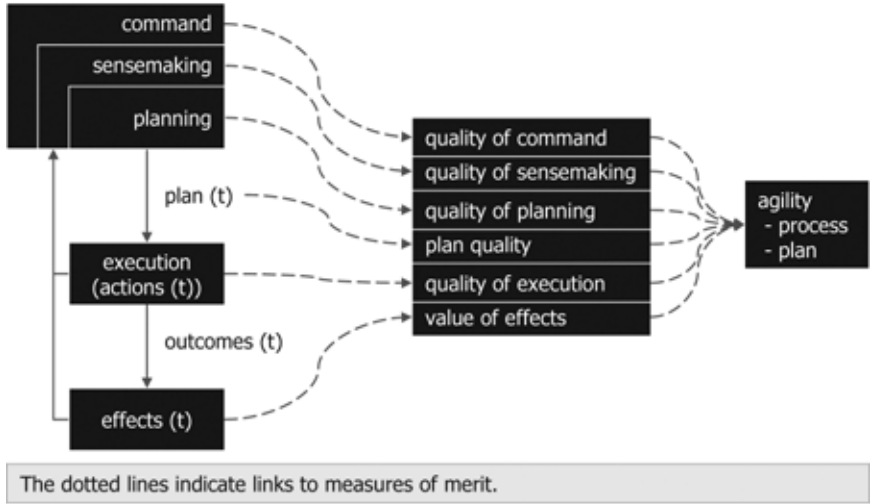 command
sensemaking
planning
plan (t)
execution
(actions (t))
outcomes (t)
effects (t)
quality of command
quality of sensemaking
quality of planning
plan quality
quality of execution
value of effects
agility
- process
- plan
The dotted lines indicate links to measures of merit.